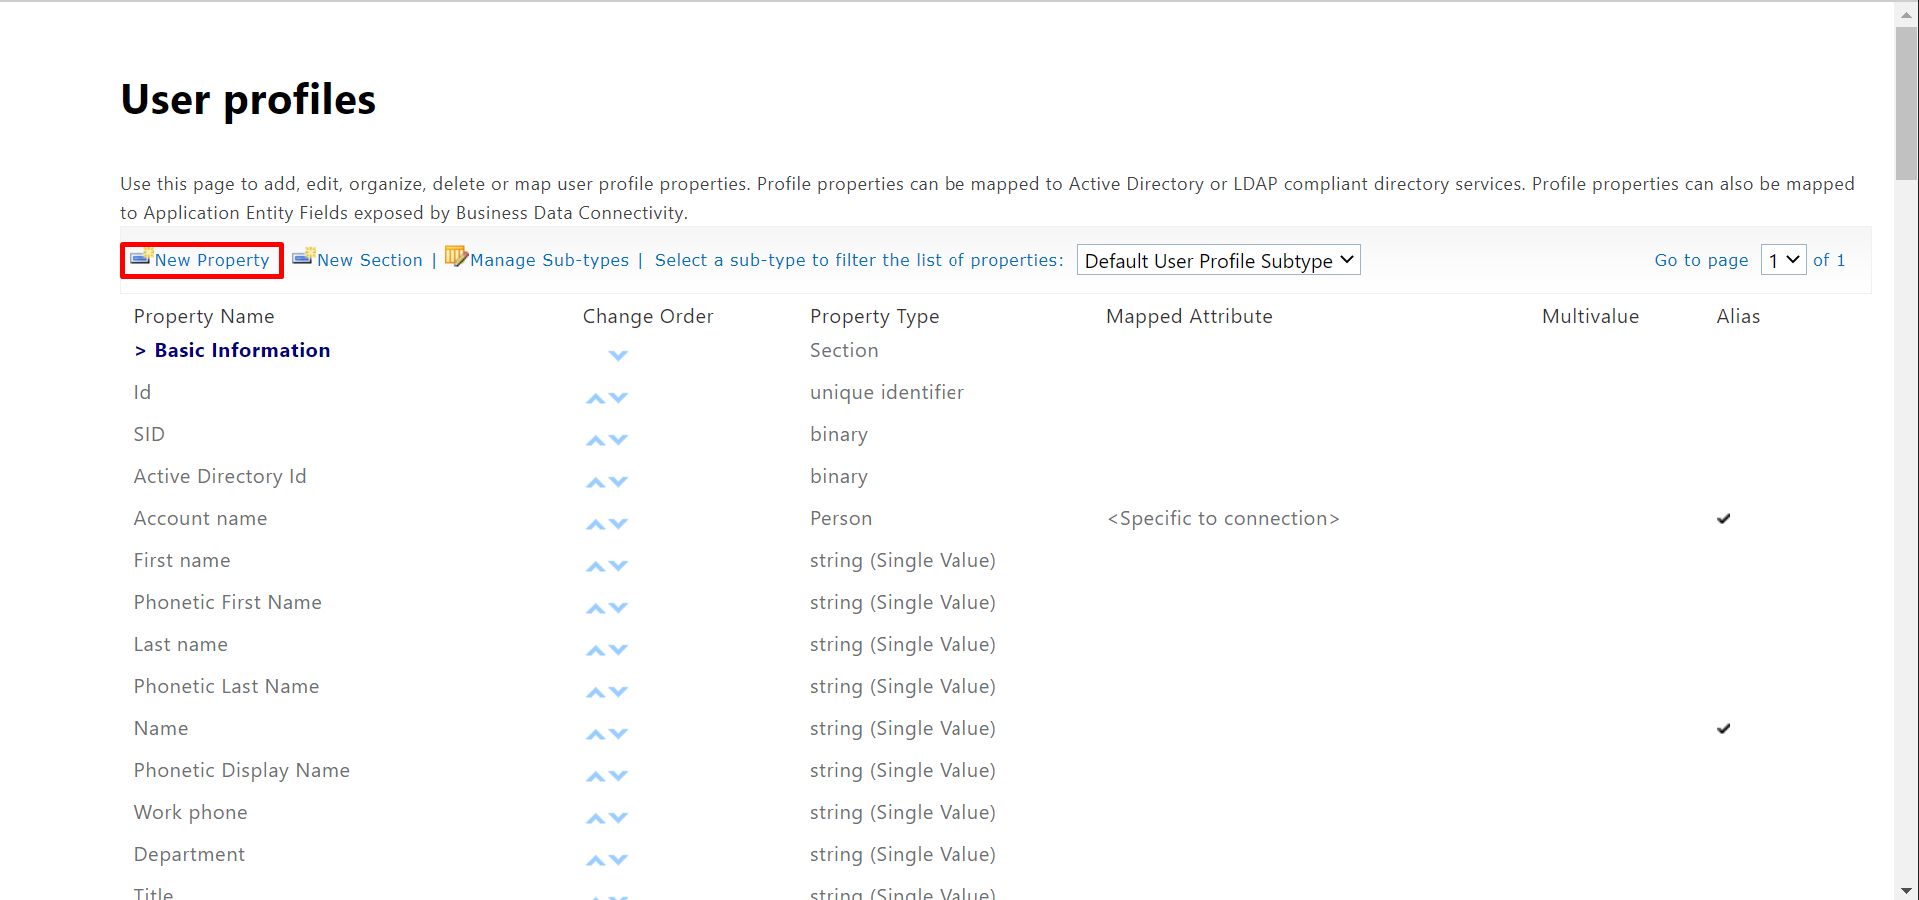 User profiles
Use this page to add, edit, organize, delete or map user profile properties. Profile properties can be mapped to Active Directory or LDAP compliant directory services. Profile properties can also be mapped
to Application Entity Fields exposed by Business Data Connectivity.
New Property New Section | Manage Sub-types | Select a sub-type to filter the list of properties: Default User Profile Subtype Go to page 1 of 1
Property Name Change Order Property Type Mapped Attribute Multivalue Alias
> Basic Information Section
Id unique identifier
SID binary
Active Directory Id binary
Account name Person <Specific to connection>
First name string (Single Value)
Phonetic First Name string (Single Value)
Last name string (Single Value)
Phonetic Last Name string (Single Value)
Name string (Single Value)
Phonetic Display Name string (Single Value)
Work phone string (Single Value)
Department string (Single Value)
Title string (Single Value)